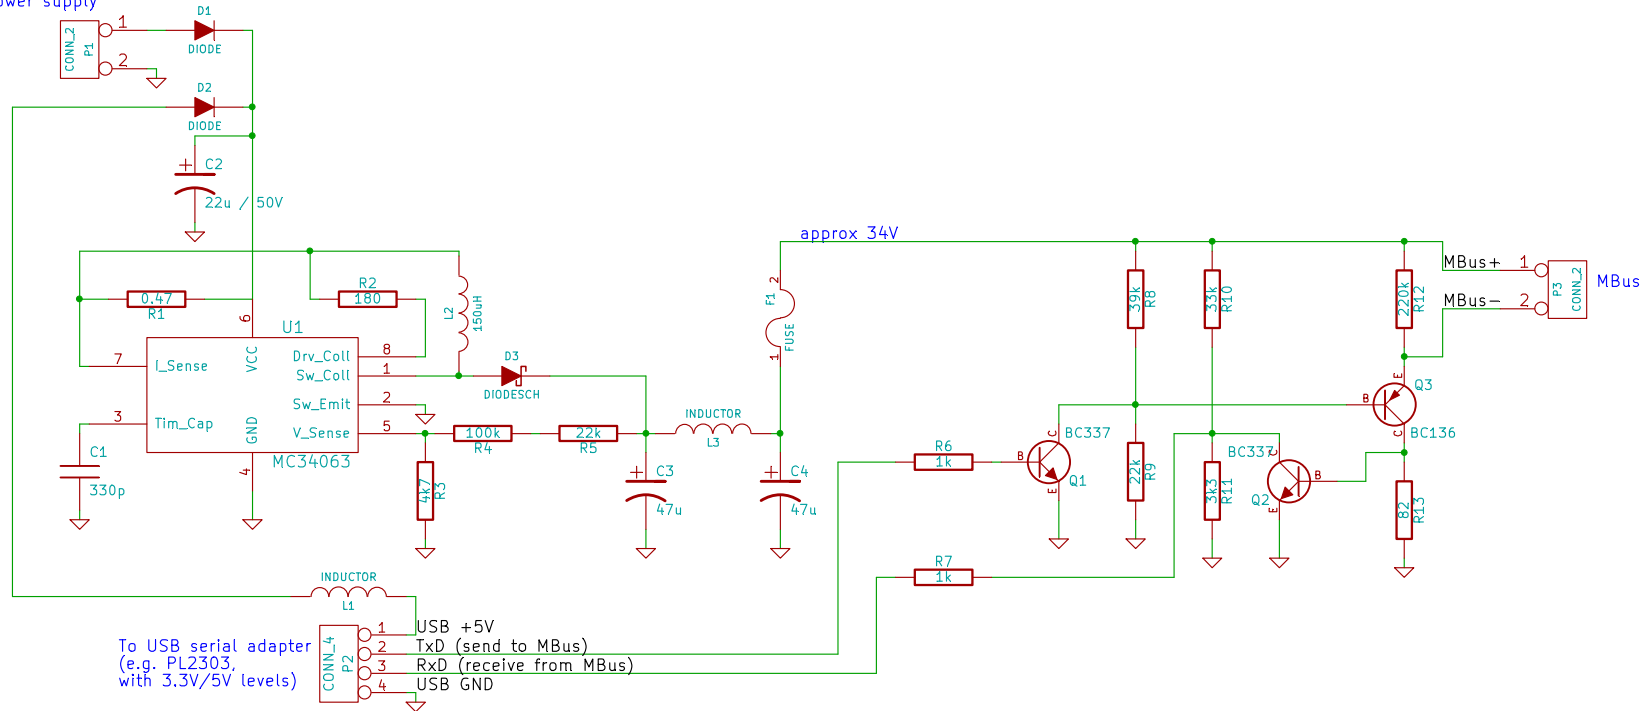 power supply
CONN_2
P1
1
2
D1
DIODE
D2
DIODE
C2
22u / 50V
0.47
R1
R2
180
L2
150uH
U1
6
7
3
4
8
1
2
5
I_Sense
Tim_Cap
VCC
GND
Drv_Coll
Sw_Coll
Sw_Emit
V_Sense
MC34063
C1
330p
D3
DIODESCH
100k
R4
22k
R5
4k7
R3
INDUCTOR
L3
C3
47u
C4
47u
F1
FUSE
2
1
approx 34V
39k
R8
33k
R10
220k
R12
MBus+
MBus-
1
2
P3
CONN_2
MBus
R6
1k
R7
1k
B
C
E
BC337
Q1
22k
R9
3k3
R11
BC337
Q2
C
B
E
E
B
C
Q3
BC136
82
R13
INDUCTOR
L1
To USB serial adapter
(e.g. PL2303,
with 3.3V/5V levels)
CONN_4
P2
1
2
3
4
USB +5V
TxD (send to MBus)
RxD (receive from MBus)
USB GND